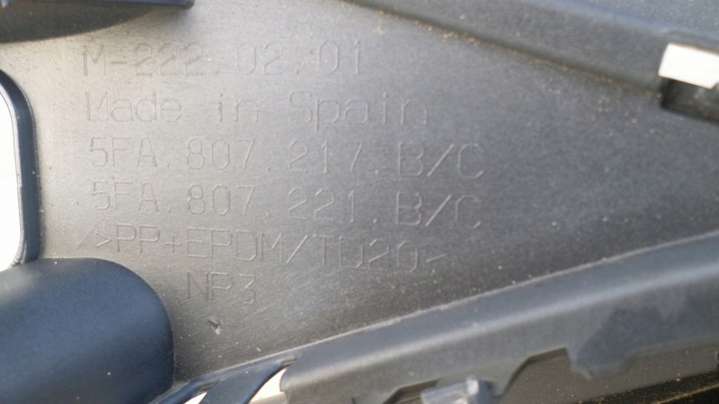 M-222.02.01
Made in Spain
5FA.807.217.B/C
5FA.807.221.B/C
>PP+EPDM/TD20<
NP3